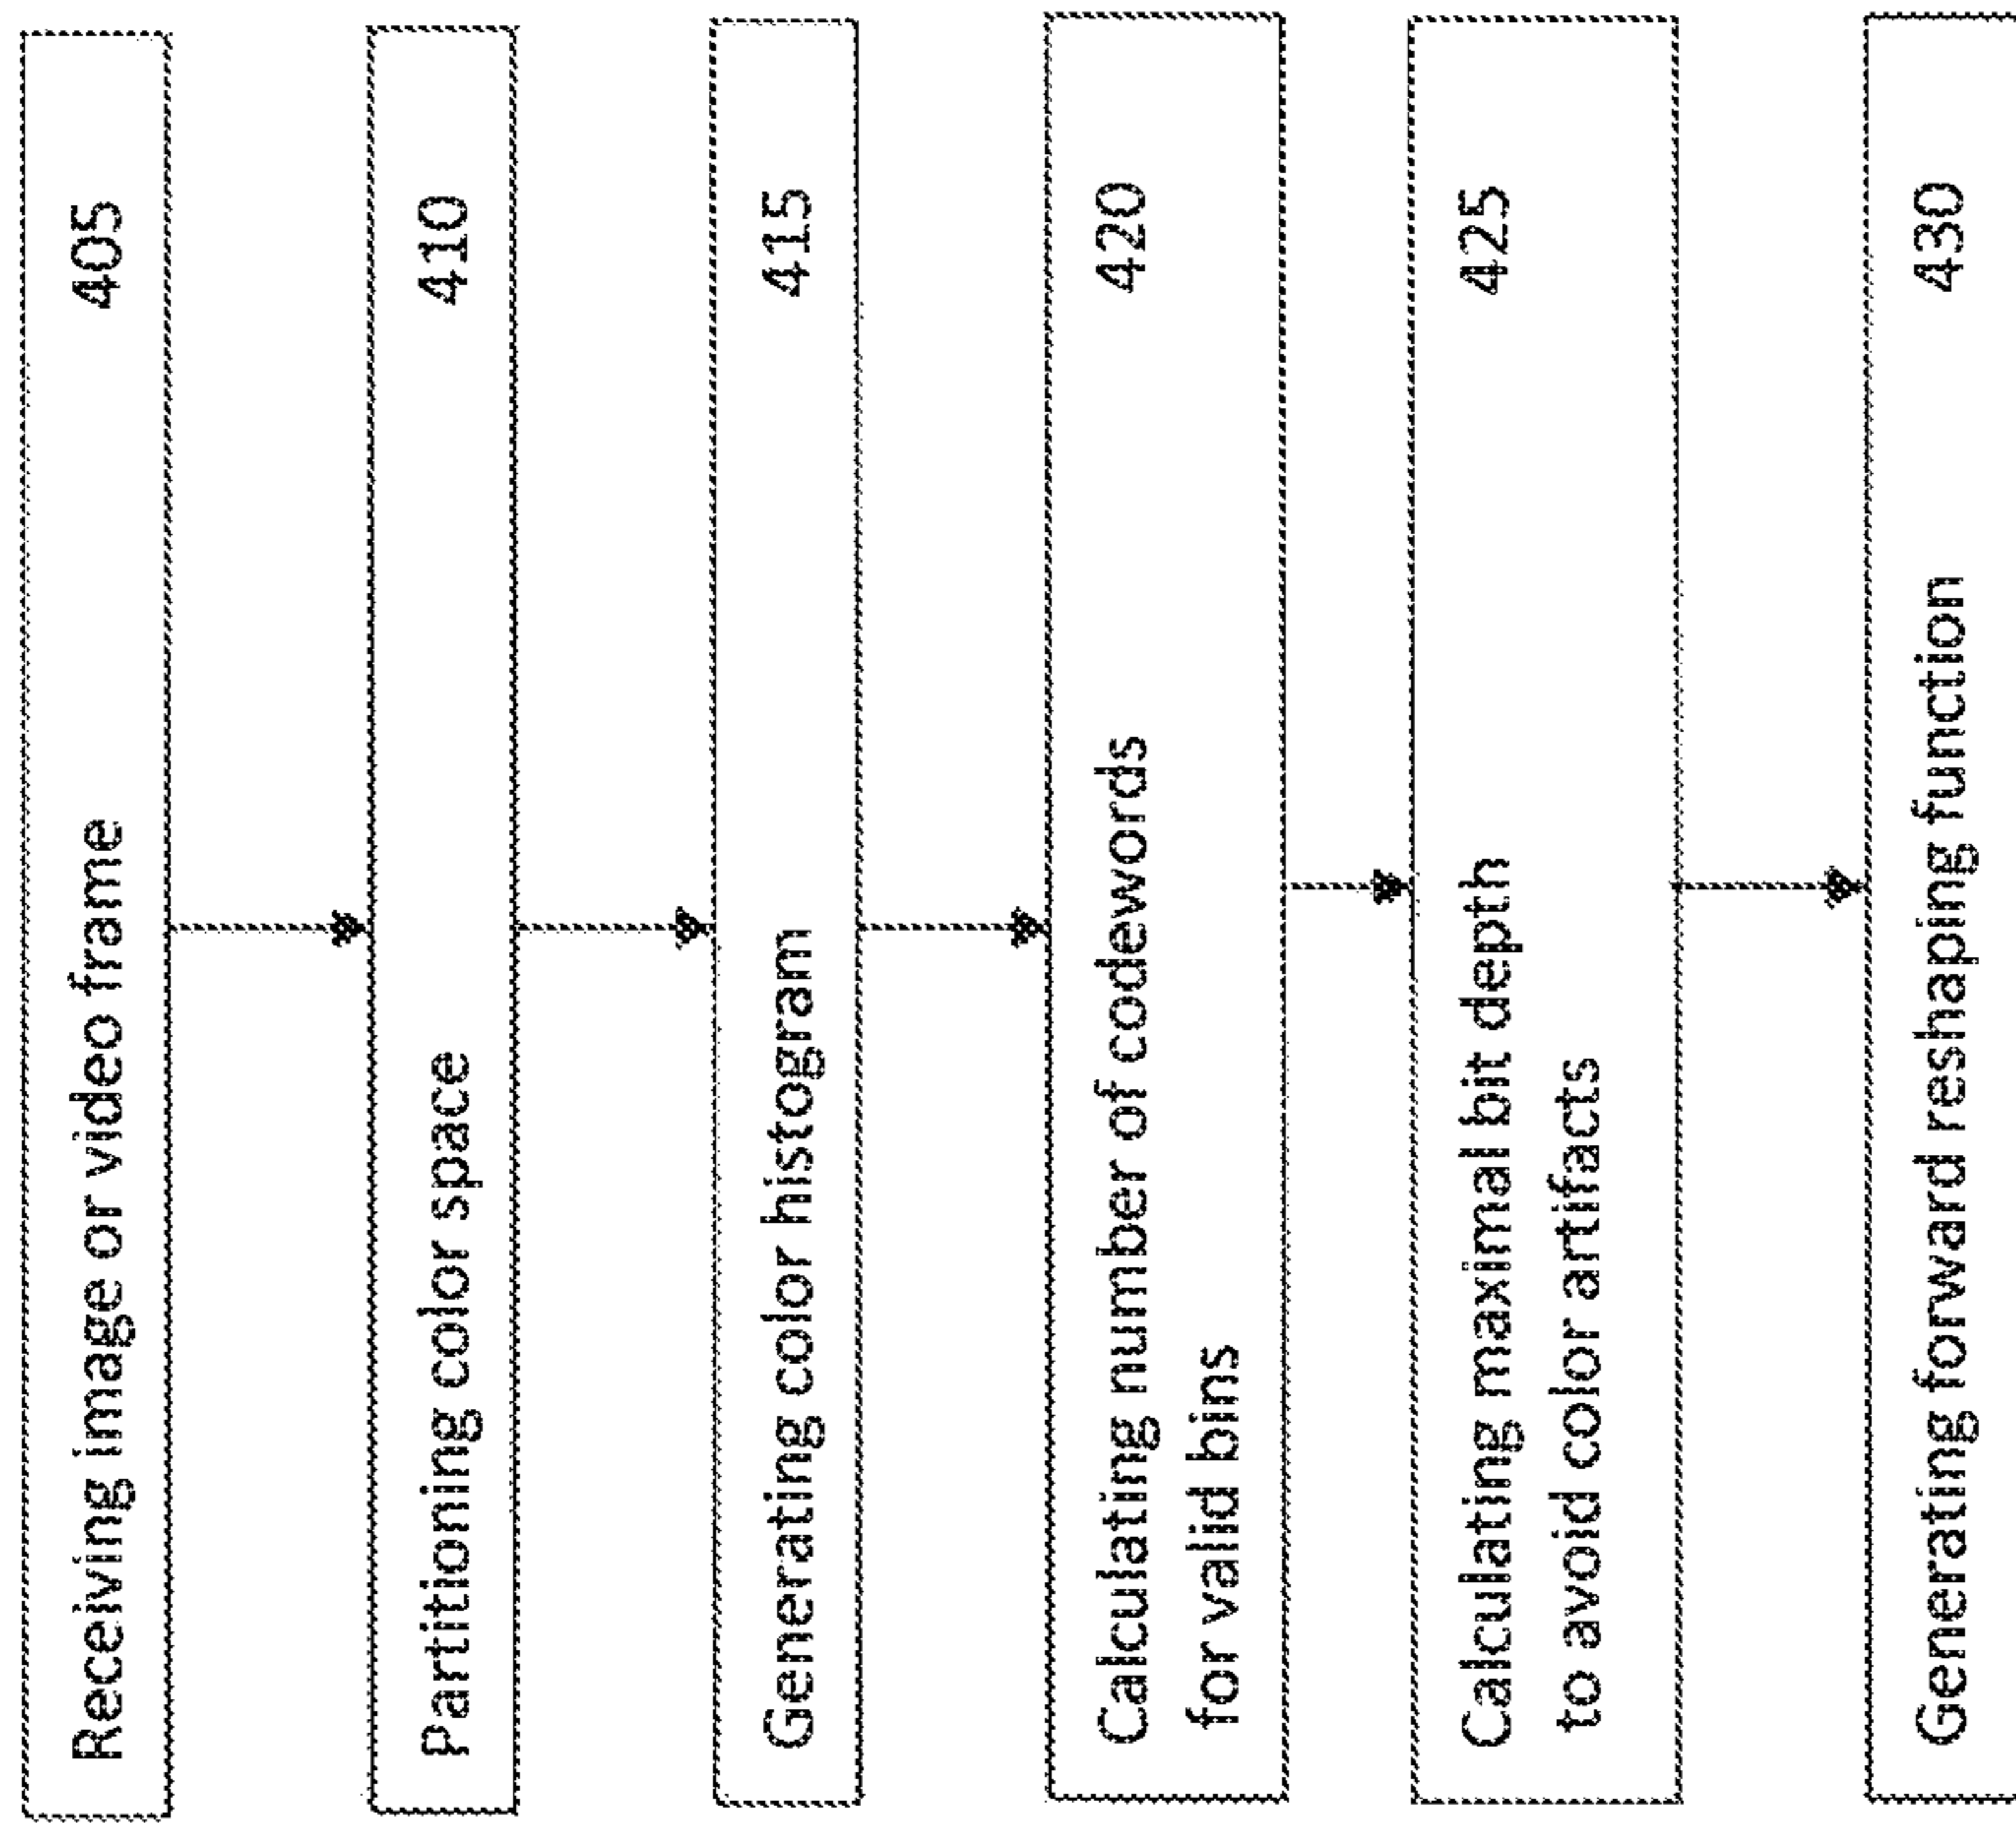 Receiving image or video frame 405
Partitioning color space 410
Generating color histogram 415
Calculating number of codewords 420
for valid bins
Calculating maximal bit depth 425
to avoid color artifacts
Generating forward reshaping function 430